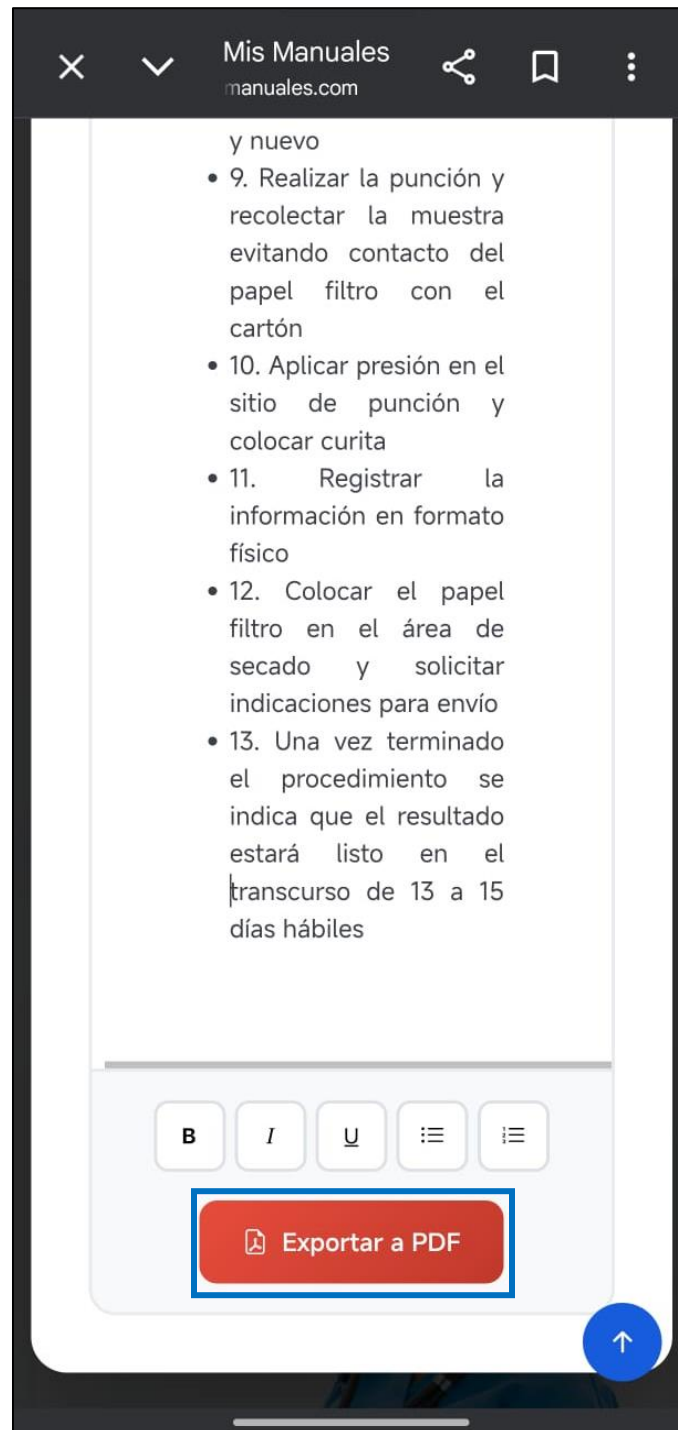 Mis Manuales
manuales.com
y nuevo
• 9. Realizar la punción y
recolectar la muestra
evitando contacto del
papel filtro con el
cartón
• 10. Aplicar presión en el
sitio de punción y
colocar curita
• 11. Registrar la
información en formato
físico
• 12. Colocar el papel
filtro en el área de
secado y solicitar
indicaciones para envío
• 13. Una vez terminado
el procedimiento se
indica que el resultado
estará listo en el
transcurso de 13 a 15
días hábiles
B I U
Exportar a PDF